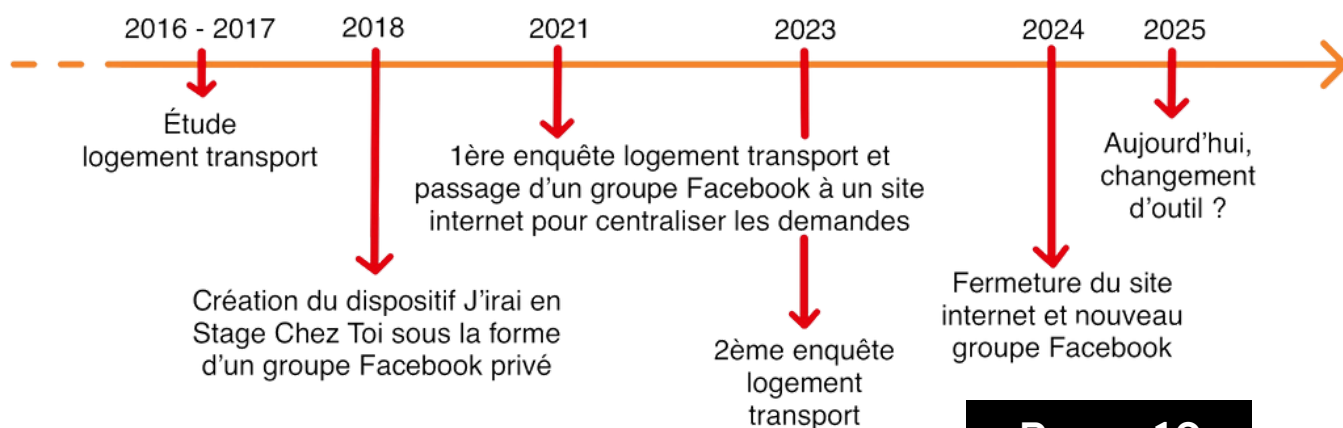 2016 - 2017
2018
2021
2023
2024
2025
Étude
logement transport
Création du dispositif J'irai en
Stage Chez Toi sous la forme
d'un groupe Facebook privé
1ère enquête logement transport et
passage d'un groupe Facebook à un site
internet pour centraliser les demandes
2ème enquête
logement
transport
Fermeture du site
internet et nouveau
groupe Facebook
Aujourd'hui,
changement
d'outil ?